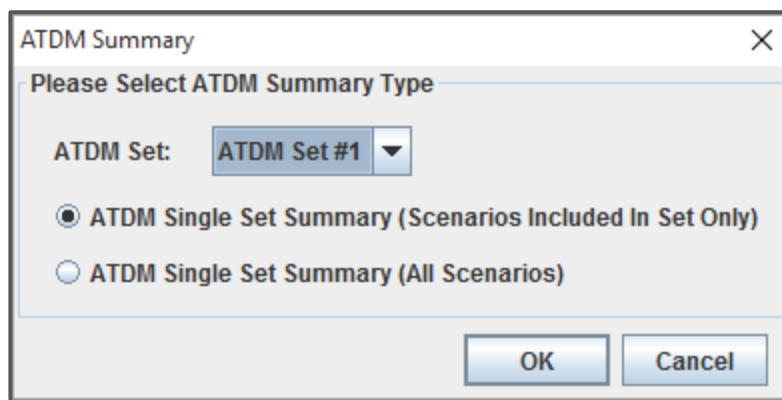 ATDM Summary
Please Select ATDM Summary Type
ATDM Set: ATDM Set #1
ATDM Single Set Summary (Scenarios Included In Set Only)
ATDM Single Set Summary (All Scenarios)
OK Cancel